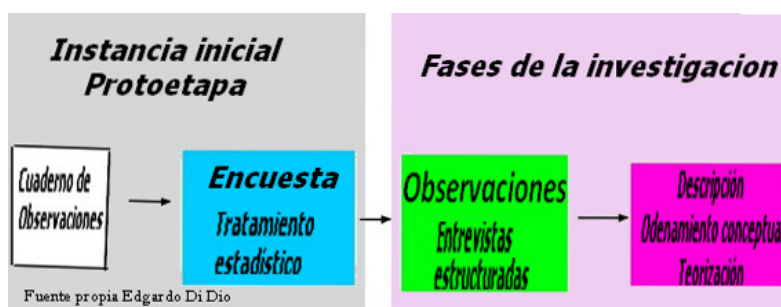 Instancia inicial
Protoetapa
Fases de la investigacion
Cuaderno de
Observaciones
Encuesta
Tratamiento
estadístico
Observaciones
Entrevistas
estructuradas
Descripción
Odenamiento conceptual
Teorización
Fuente propia Edgardo Di Dio